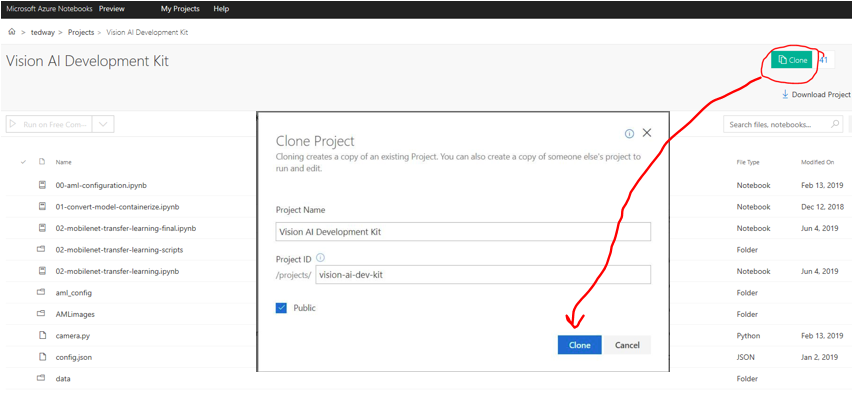 Microsoft Azure Notebooks Preview My Projects Help
> tedway > Projects > Vision AI Development Kit
Vision AI Development Kit
Clone 41
Download Project
Run on Free Com...
Search files, notebooks...
Name File Type Modified On
00-aml-configuration.ipynb Notebook Feb 13, 2019
01-convert-model-containerize.ipynb Notebook Dec 12, 2018
02-mobilenet-transfer-learning-final.ipynb Notebook Jun 4, 2019
02-mobilenet-transfer-learning-scripts Folder
02-mobilenet-transfer-learning.ipynb Notebook Jun 4, 2019
aml_config Folder
AMLimages Folder
camera.py Python Feb 13, 2019
config.json JSON Jan 2, 2019
data Folder
Clone Project
Cloning creates a copy of an existing Project. You can also create a copy of someone else's project to
run and edit.
Project Name
Vision AI Development Kit
Project ID
/projects/ vision-ai-dev-kit
Public
Clone Cancel